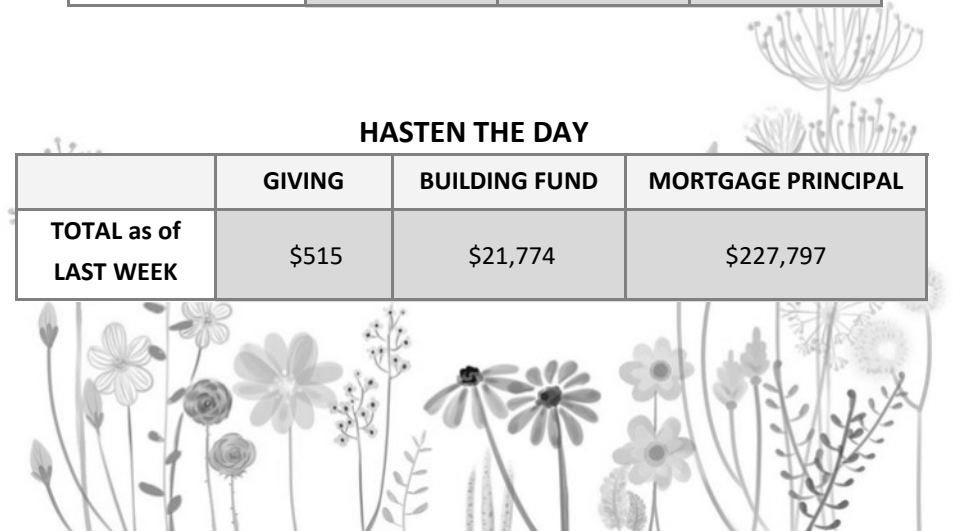 HASTEN THE DAY
GIVING BUILDING FUND MORTGAGE PRINCIPAL
TOTAL as of
LAST WEEK
$515 $21,774 $227,797